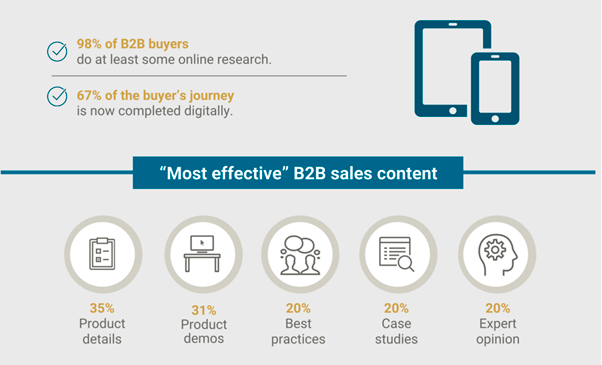 98% of B2B buyers
do at least some online research.
67% of the buyer’s journey
is now completed digitally.
“Most effective” B2B sales content
35%
Product
details
31%
Product
demos
20%
Best
practices
20%
Case
studies
20%
Expert
opinion